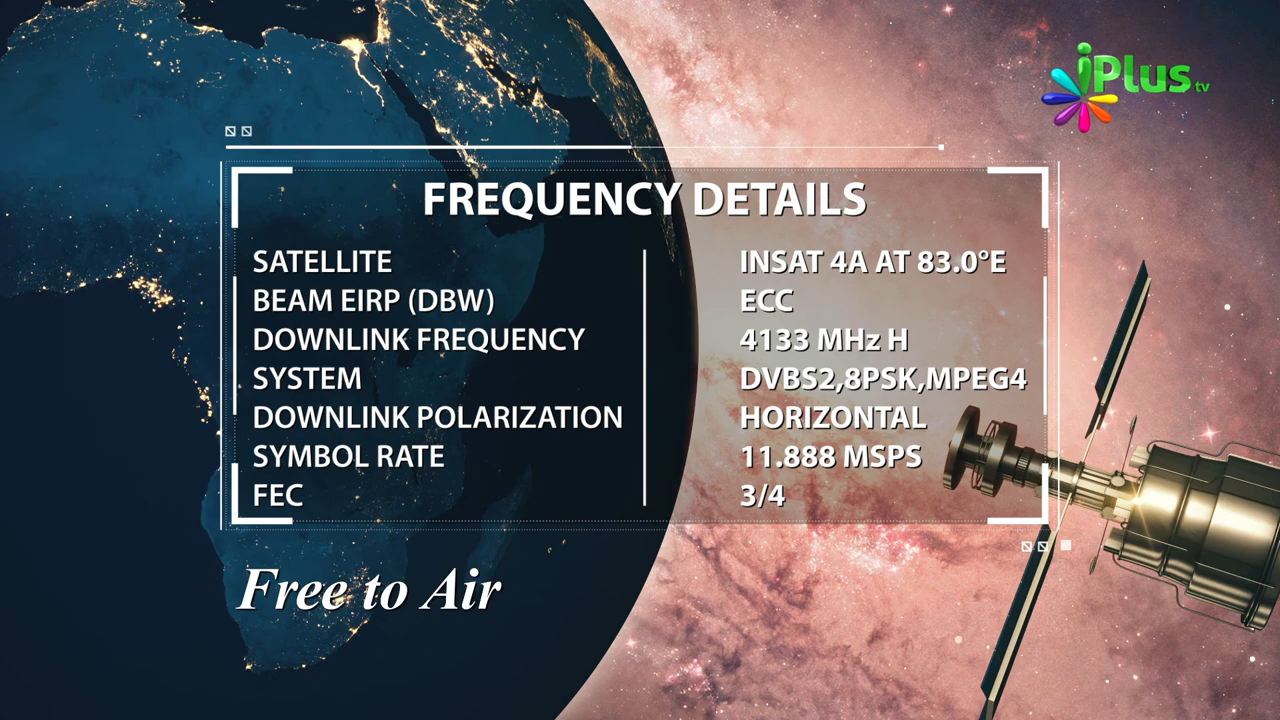 iPlus tv
FREQUENCY DETAILS
SATELLITE INSAT 4A AT 83.0°E
BEAM EIRP (DBW) ECC
DOWNLINK FREQUENCY 4133 MHz H
SYSTEM DVBS2,8PSK,MPEG4
DOWNLINK POLARIZATION HORIZONTAL
SYMBOL RATE 11.888 MSPS
FEC 3/4
Free to Air